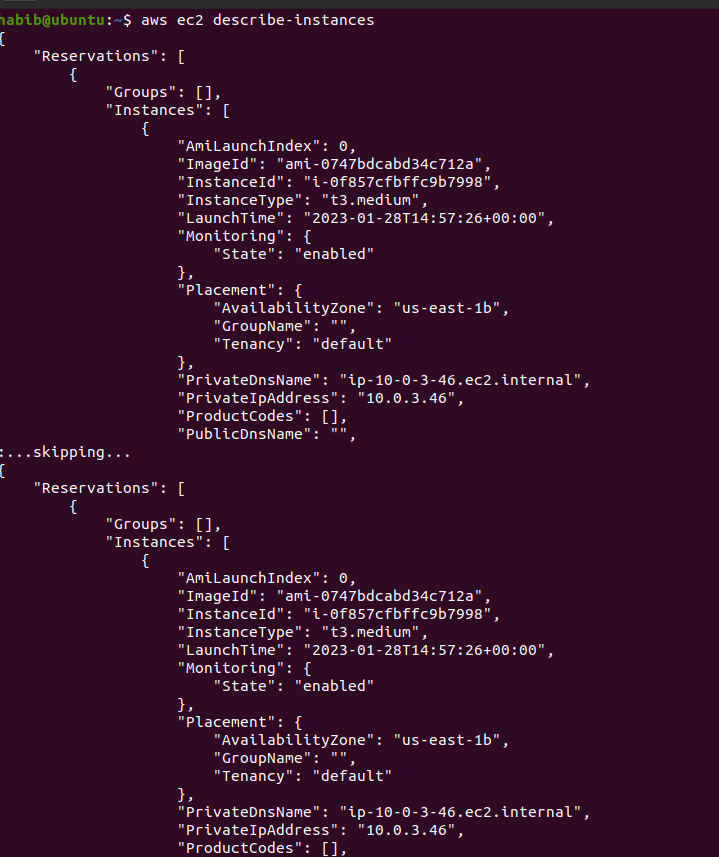 habib@ubuntu:~$ aws ec2 describe-instances
{
    "Reservations": [
        {
            "Groups": [],
            "Instances": [
                {
                    "AmiLaunchIndex": 0,
                    "ImageId": "ami-0747bdcabd34c712a",
                    "InstanceId": "i-0f857cfbffc9b7998",
                    "InstanceType": "t3.medium",
                    "LaunchTime": "2023-01-28T14:57:26+00:00",
                    "Monitoring": {
                        "State": "enabled"
                    },
                    "Placement": {
                        "AvailabilityZone": "us-east-1b",
                        "GroupName": "",
                        "Tenancy": "default"
                    },
                    "PrivateDnsName": "ip-10-0-3-46.ec2.internal",
                    "PrivateIpAddress": "10.0.3.46",
                    "ProductCodes": [],
                    "PublicDnsName": "",
:...skipping...
{
    "Reservations": [
        {
            "Groups": [],
            "Instances": [
                {
                    "AmiLaunchIndex": 0,
                    "ImageId": "ami-0747bdcabd34c712a",
                    "InstanceId": "i-0f857cfbffc9b7998",
                    "InstanceType": "t3.medium",
                    "LaunchTime": "2023-01-28T14:57:26+00:00",
                    "Monitoring": {
                        "State": "enabled"
                    },
                    "Placement": {
                        "AvailabilityZone": "us-east-1b",
                        "GroupName": "",
                        "Tenancy": "default"
                    },
                    "PrivateDnsName": "ip-10-0-3-46.ec2.internal",
                    "PrivateIpAddress": "10.0.3.46",
                    "ProductCodes": [],